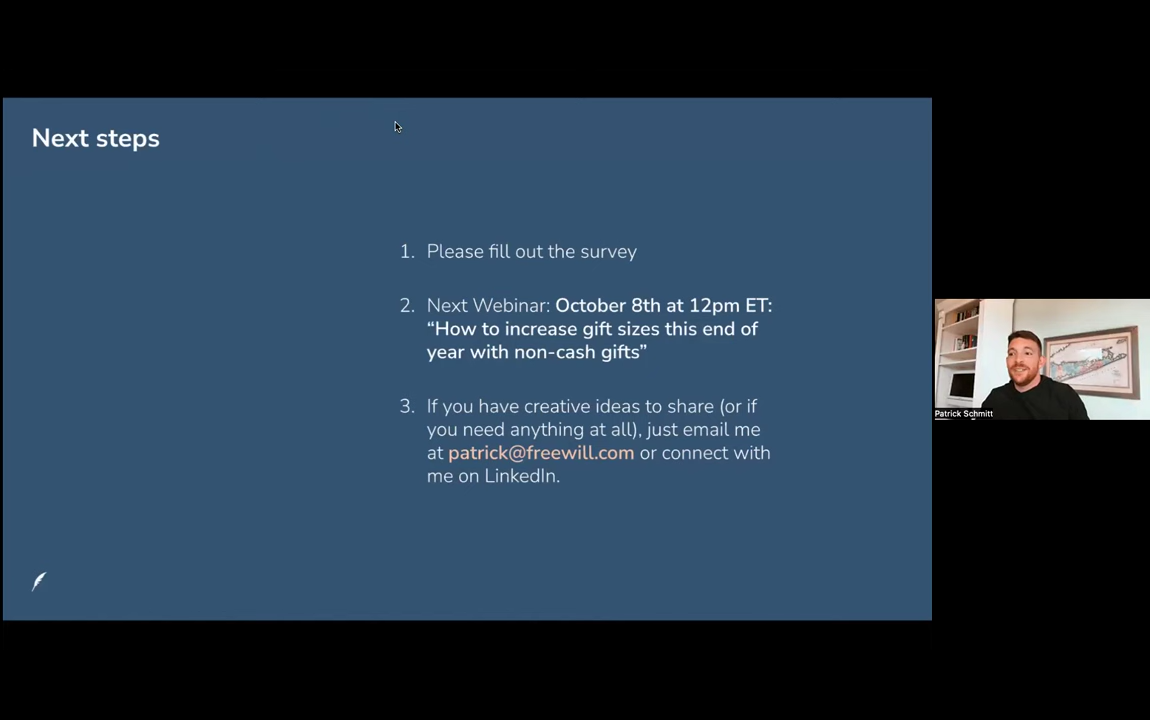 Next steps
1. Please fill out the survey
2. Next Webinar: October 8th at 12pm ET:
“How to increase gift sizes this end of
year with non-cash gifts”
3. If you have creative ideas to share (or if
you need anything at all), just email me
at patrick@freewill.com or connect with
me on LinkedIn.
Patrick Schmitt